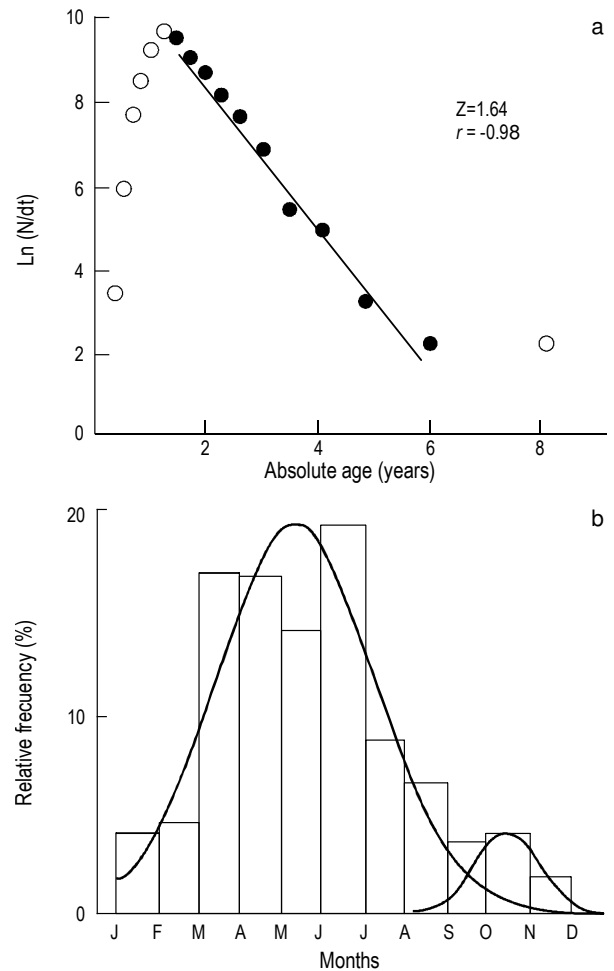 a
10
8
6
4
2
0
Ln (N/dt)
Z=1.64
r = -0.98
2 4 6 8
Absolute age (years)
b
20
10
0
Relative frecuency (%)
J F M A M J J A S O N D
Months